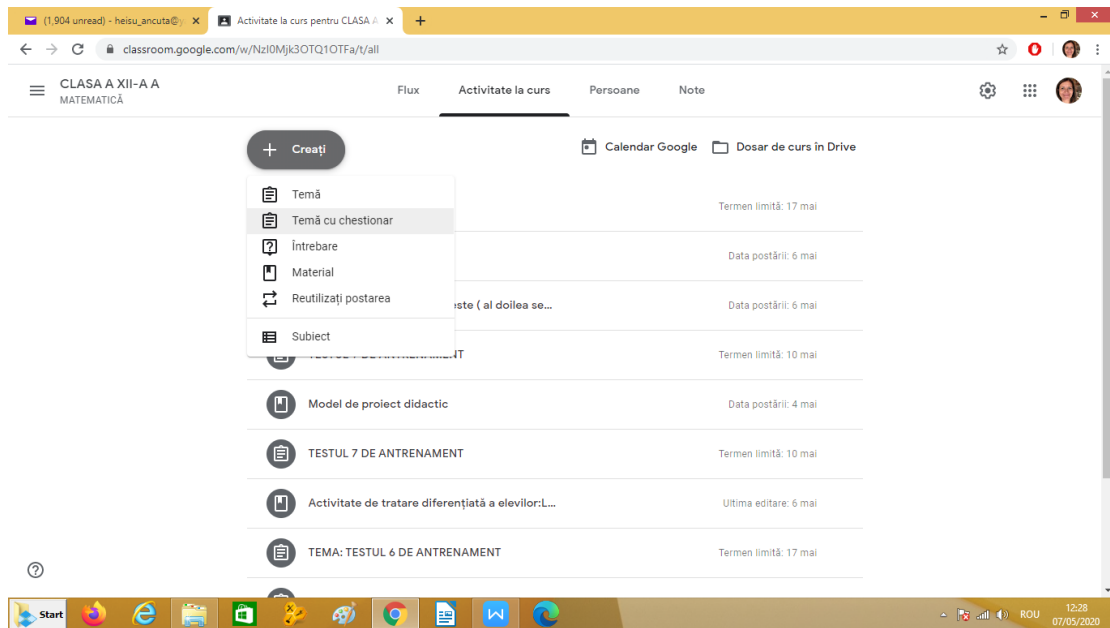 (1,904 unread) - heisu_ancuta@y
Activitate la curs pentru CLASA A
classroom.google.com/w/NzI0Mjk3OTQ1OTFa/t/all
CLASA A XII-A A
MATEMATICĂ
Flux
Activitate la curs
Persoane
Note
Creați
Calendar Google
Dosar de curs în Drive
Temă
Temă cu chestionar
Întrebare
Material
Reutilizați postarea
Subiect
Termen limită: 17 mai
Data postării: 6 mai
este ( al doilea se...
Data postării: 6 mai
TESTUL 7 DE ANTRENAMENT
Termen limită: 10 mai
Model de proiect didactic
Data postării: 4 mai
TESTUL 7 DE ANTRENAMENT
Termen limită: 10 mai
Activitate de tratare diferențiată a elevilor:L...
Ultima editare: 6 mai
TEMA: TESTUL 6 DE ANTRENAMENT
Termen limită: 17 mai
Start
ROU
12:28
07/05/2020